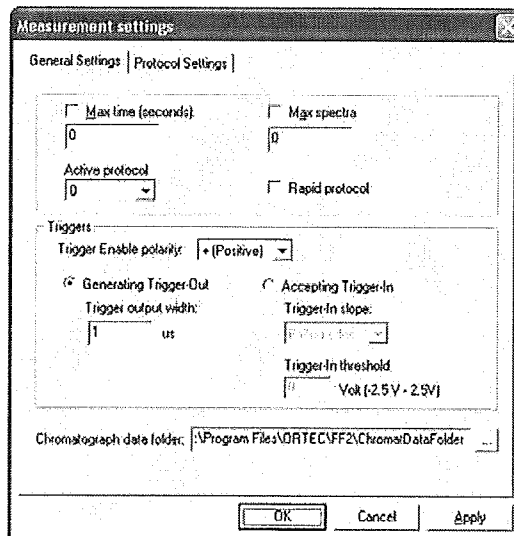 Measurement settings
General Settings Protocol Settings
Max time (seconds)
0
Max spectra
0
Active protocol
0
Rapid protocol
Triggers
Trigger Enable polarity: + (Positive)
Generating Trigger-Out
Trigger output width:
1 us
Accepting Trigger-In
Trigger-In slope:
Trigger-In threshold
0 Volt (-2.5 V - 2.5V)
Chromatograph data folder: :\Program Files\ORTEC\FF2\ChromatDataFolder ...
OK Cancel Apply